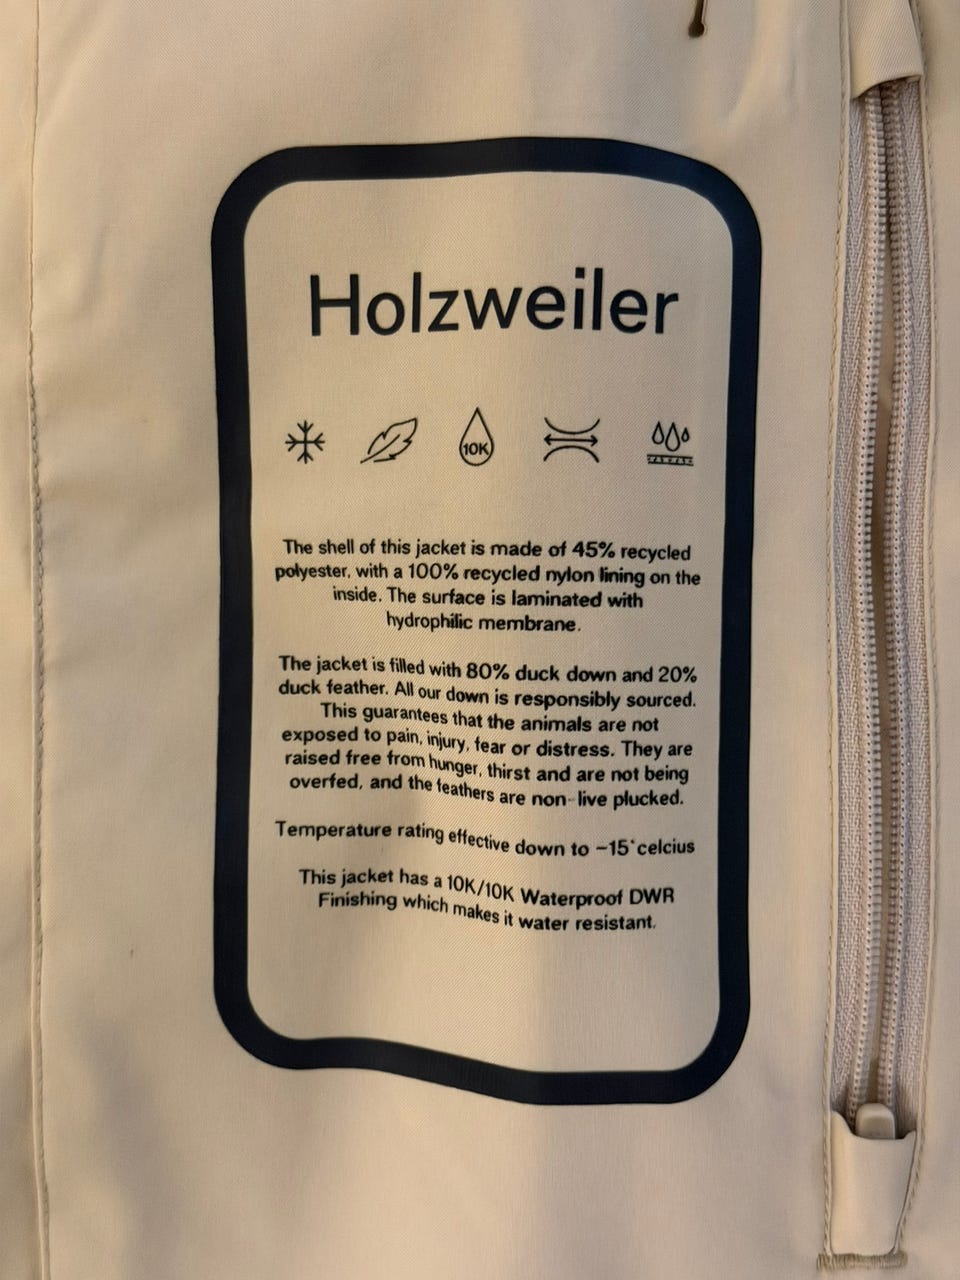 Holzweiler
10K
The shell of this jacket is made of 45% recycled
polyester, with a 100% recycled nylon lining on the
inside. The surface is laminated with
hydrophilic membrane.
The jacket is filled with 80% duck down and 20%
duck feather. All our down is responsibly sourced.
This guarantees that the animals are not
exposed to pain, injury, fear or distress. They are
raised free from hunger, thirst and are not being
overfed, and the feathers are non-live plucked.
Temperature rating effective down to -15°celcius
This jacket has a 10K/10K Waterproof DWR
Finishing which makes it water resistant.